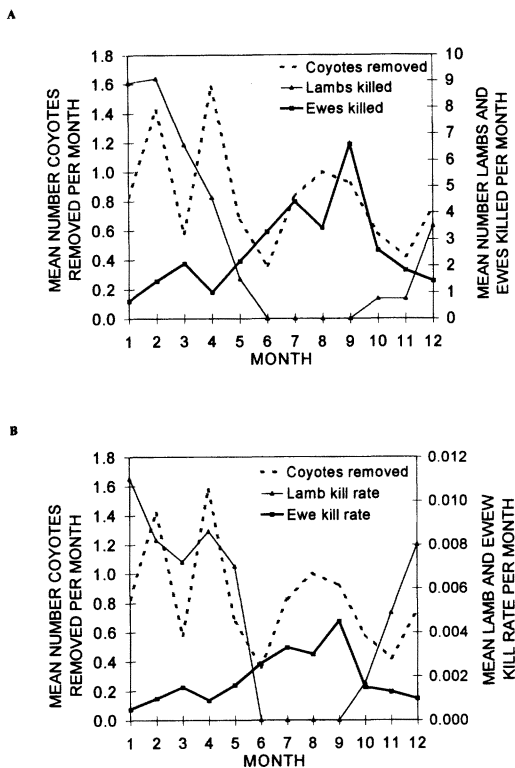 A
1.8
1.6
1.4
1.2
1.0
0.8
0.6
0.4
0.2
0.0
MEAN NUMBER COYOTES
REMOVED PER MONTH
Coyotes removed
Lambs killed
Ewes killed
10
9
8
7
6
5
4
3
2
1
0
MEAN NUMBER LAMBS AND
EWES KILLED PER MONTH
1 2 3 4 5 6 7 8 9 10 11 12
MONTH
B
1.8
1.6
1.4
1.2
1.0
0.8
0.6
0.4
0.2
0.0
MEAN NUMBER COYOTES
REMOVED PER MONTH
Coyotes removed
Lamb kill rate
Ewe kill rate
0.012
0.010
0.008
0.006
0.004
0.002
0.000
MEAN LAMB AND EWEW
KILL RATE PER MONTH
1 2 3 4 5 6 7 8 9 10 11 12
MONTH